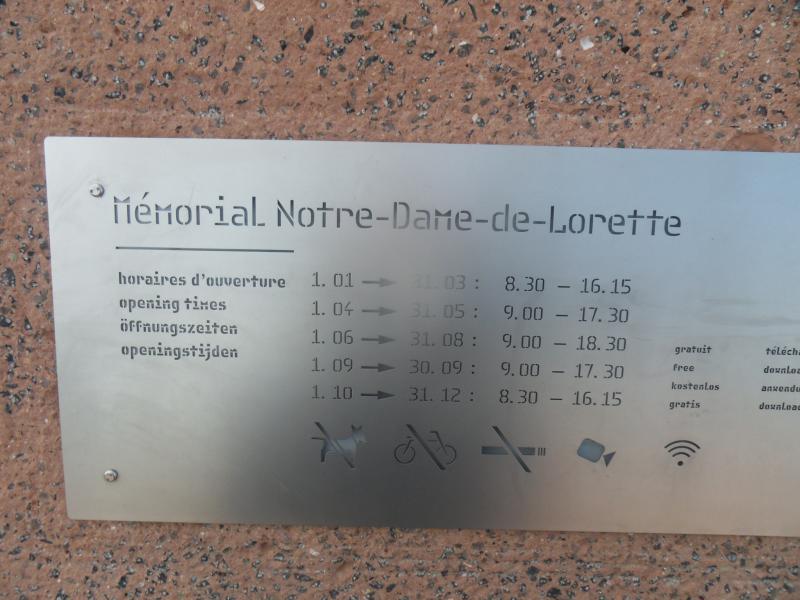 Mémorial Notre-Dame-de-Lorette
horaires d'ouverture
opening times
öffnungszeiten
openingstijden
1.01 → 31.03 : 8.30 – 16.15
1.04 → 31.05 : 9.00 – 17.30
1.06 → 31.08 : 9.00 – 18.30
1.09 → 30.09 : 9.00 – 17.30
1.10 → 31.12 : 8.30 – 16.15
gratuit
free
kostenlos
gratis